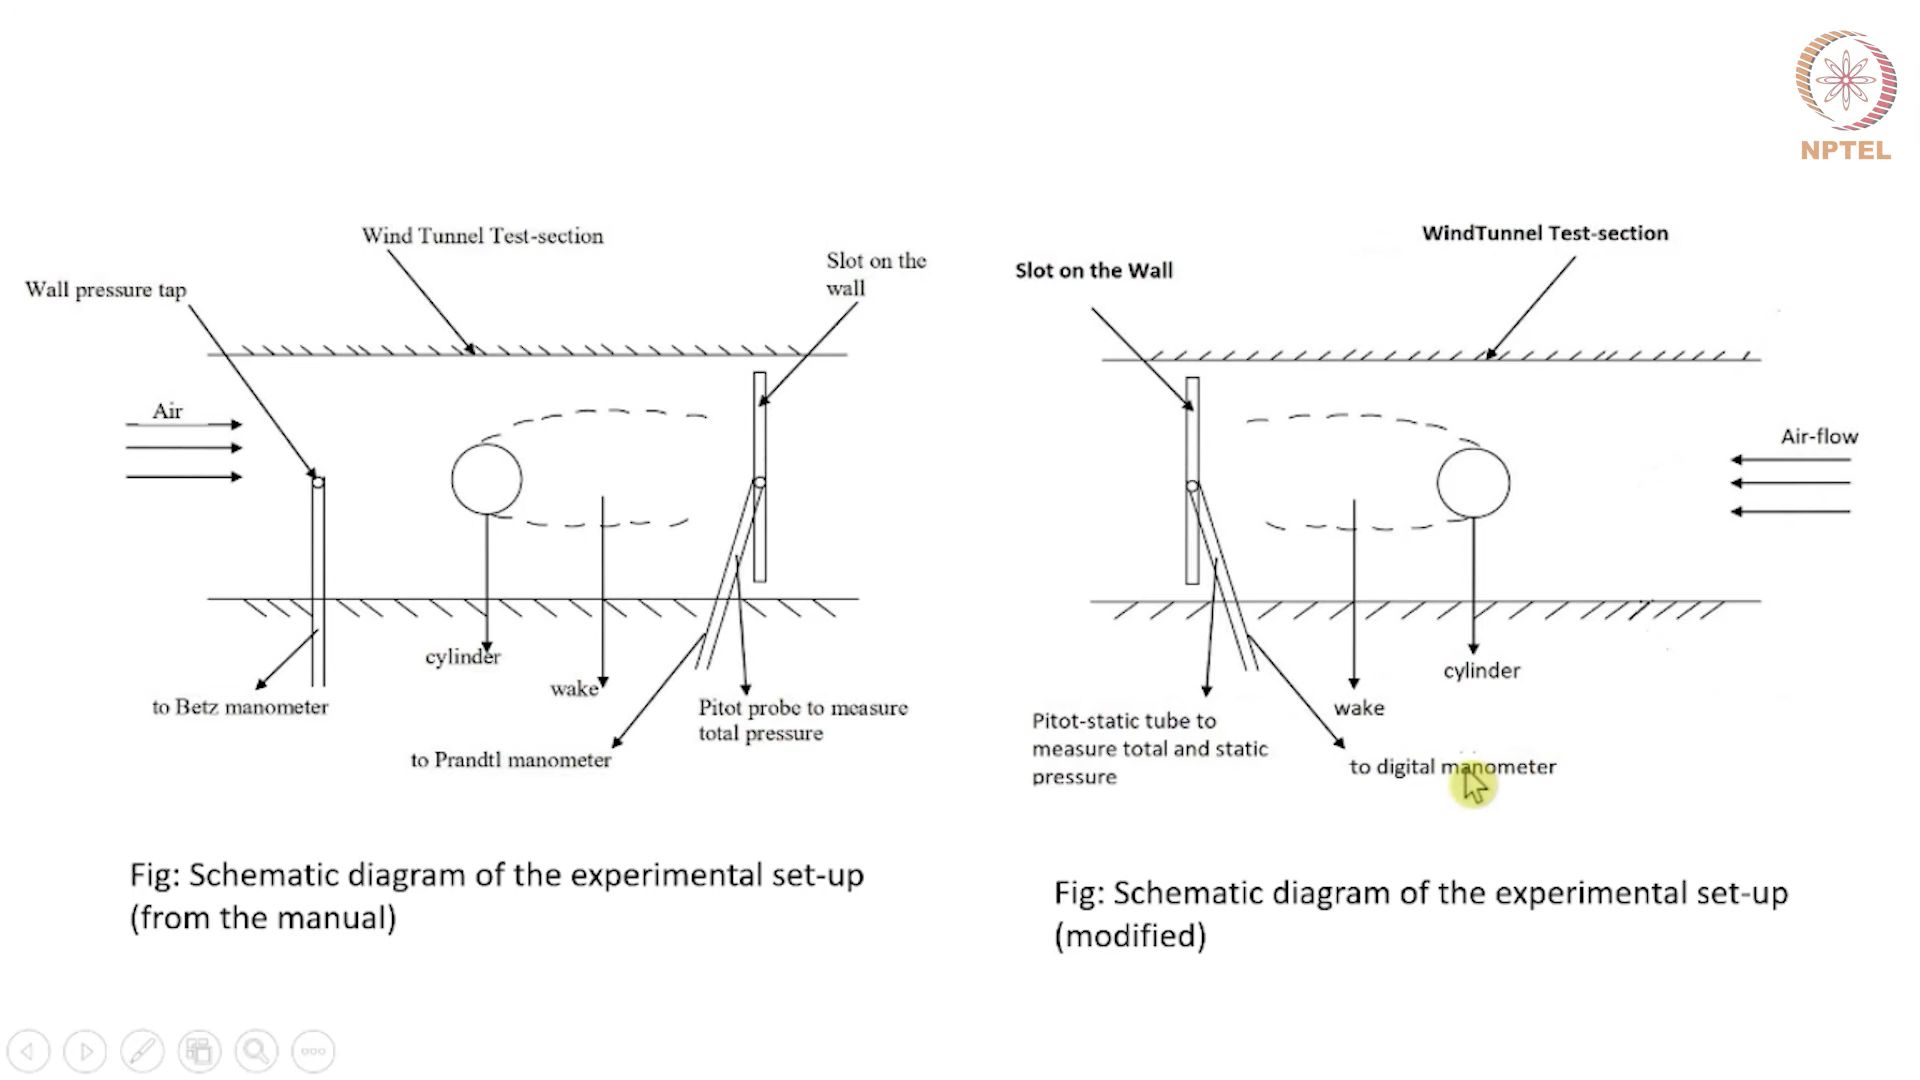 NPTEL
Wind Tunnel Test-section
Slot on the
wall
Wall pressure tap
Air
cylinder
wake
to Betz manometer
Pitot probe to measure
total pressure
to Prandtl manometer
Fig: Schematic diagram of the experimental set-up
(from the manual)
WindTunnel Test-section
Slot on the Wall
Air-flow
cylinder
wake
Pitot-static tube to
measure total and static
pressure
to digital manometer
Fig: Schematic diagram of the experimental set-up
(modified)